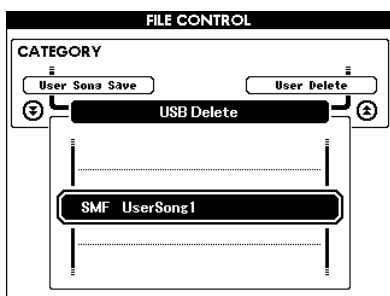 FILE CONTROL
CATEGORY
User Song Save
User Delete
USB Delete
SMF UserSong1